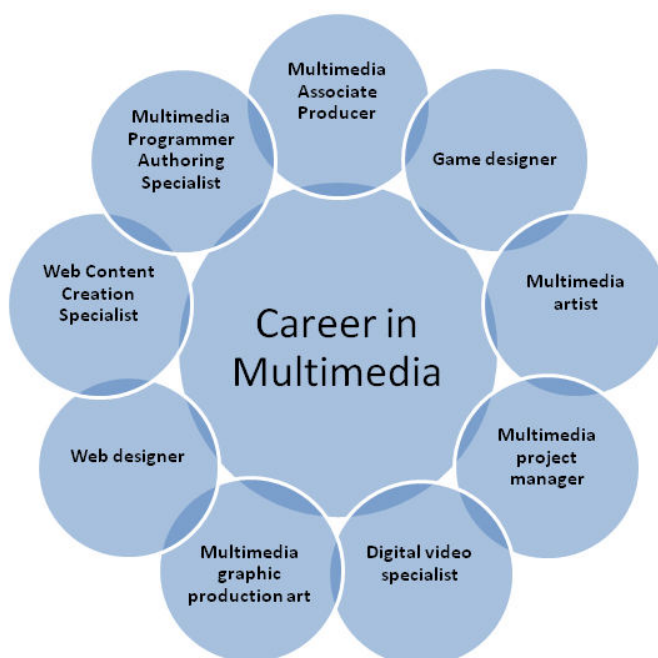 Multimedia
Associate
Producer
Game designer
Multimedia
artist
Multimedia
project
manager
Digital video
specialist
Multimedia
graphic
production art
Web designer
Web Content
Creation
Specialist
Multimedia
Programmer
Authoring
Specialist
Career in
Multimedia